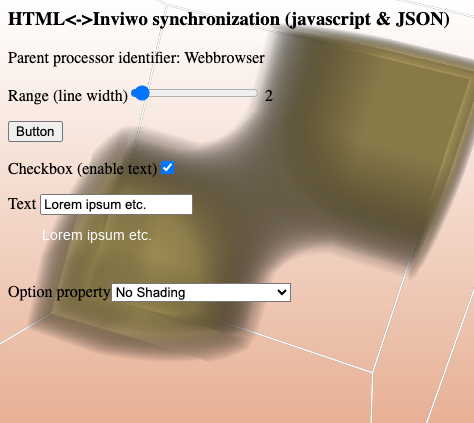 HTML<->Inviwo synchronization (javascript & JSON)
Parent processor identifier: Webbrowser
Range (line width) 2
Button
Checkbox (enable text)
Text Lorem ipsum etc.
Lorem ipsum etc.
Option property No Shading